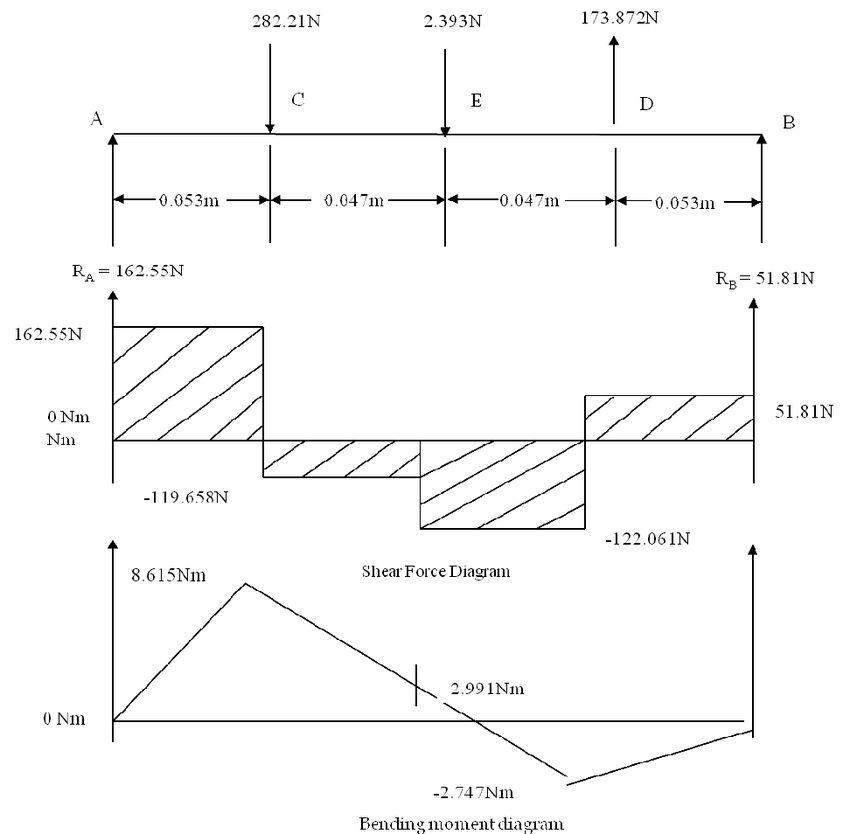 282.21N 2.393N 173.872N
A C E D B
0.053m 0.047m 0.047m 0.053m
R_A = 162.55N R_B = 51.81N
162.55N
0 Nm
Nm
51.81N
-119.658N
-122.061N
Shear Force Diagram
8.615Nm
2.991Nm
0 Nm
-2.747Nm
Bending moment diagram